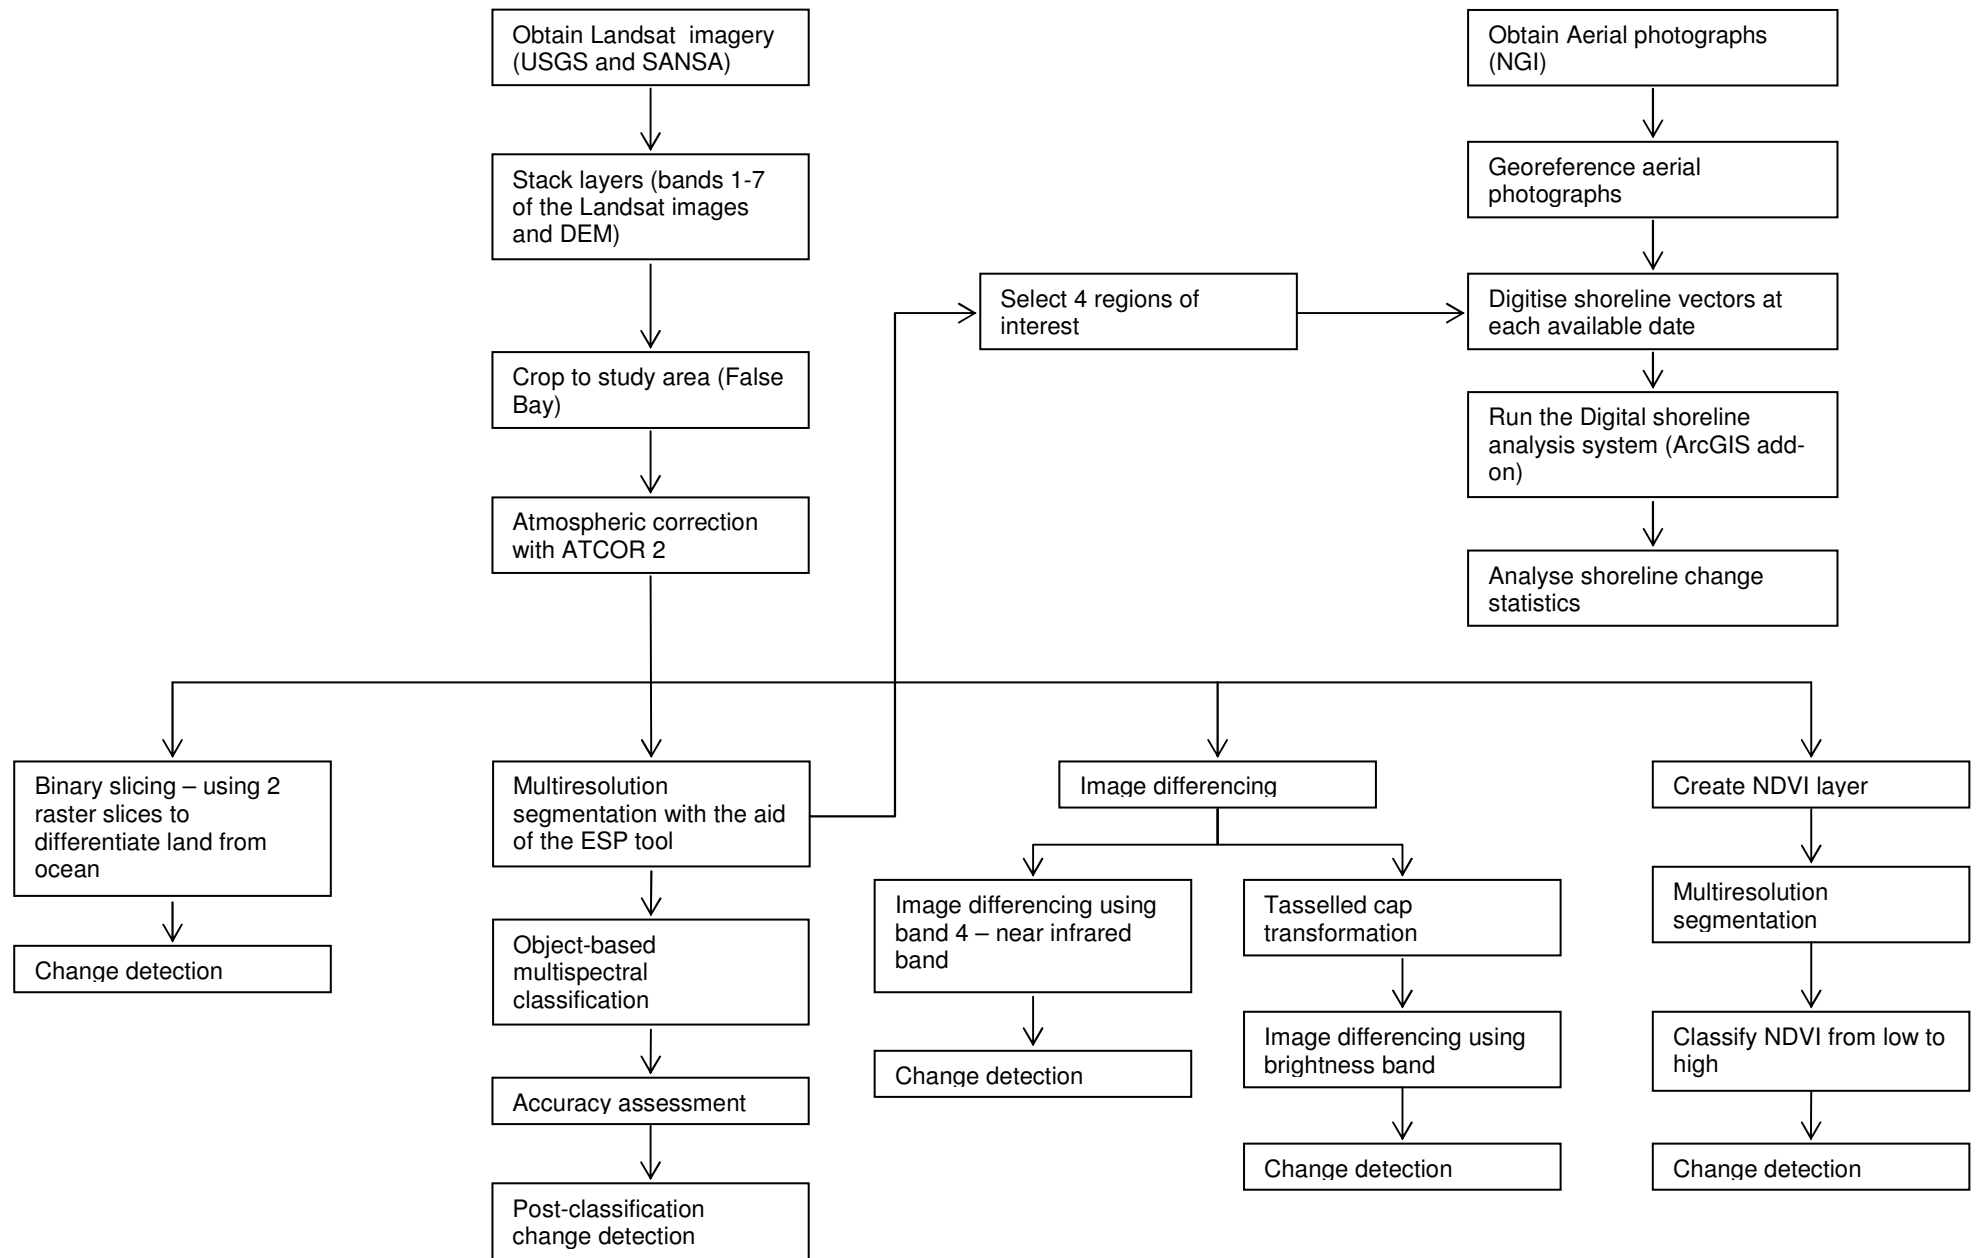 Obtain Landsat  imagery
(USGS and SANSA)
Stack layers (bands 1-7
of the Landsat images
and DEM)
Crop to study area (False
Bay)
Atmospheric correction
with ATCOR 2
Obtain Aerial photographs
(NGI)
Georeference aerial
photographs
Select 4 regions of
interest
Digitise shoreline vectors at
each available date
Run the Digital shoreline
analysis system (ArcGIS add-
on)
Analyse shoreline change
statistics
Binary slicing – using 2
raster slices to
differentiate land from
ocean
Change detection
Multiresolution
segmentation with the aid
of the ESP tool
Object-based
multispectral
classification
Accuracy assessment
Post-classification
change detection
Image differencing
Image differencing using
band 4 – near infrared
band
Change detection
Tasselled cap
transformation
Image differencing using
brightness band
Change detection
Create NDVI layer
Multiresolution
segmentation
Classify NDVI from low to
high
Change detection